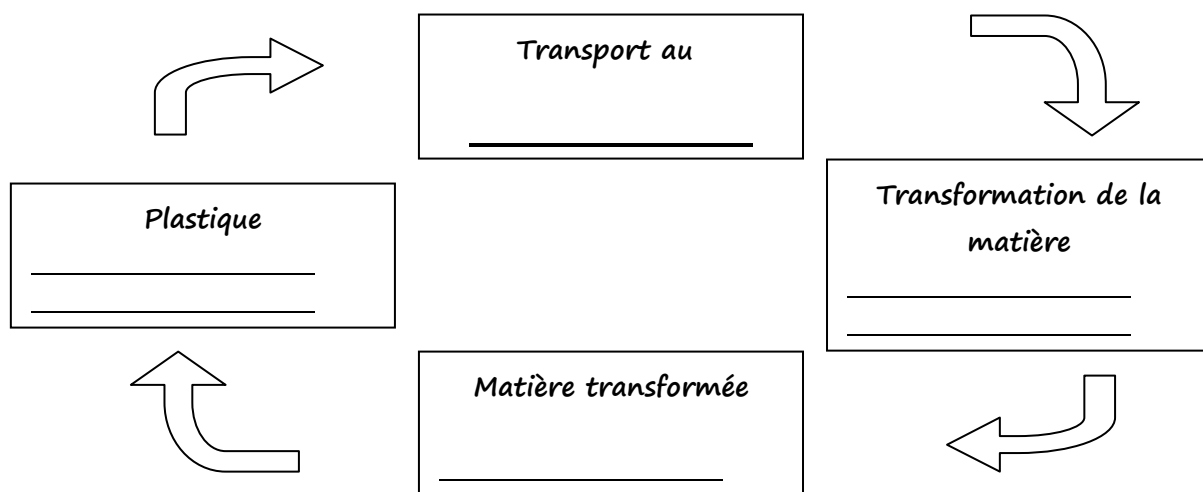 Transport au
Plastique
Transformation de la
matière
Matière transformée